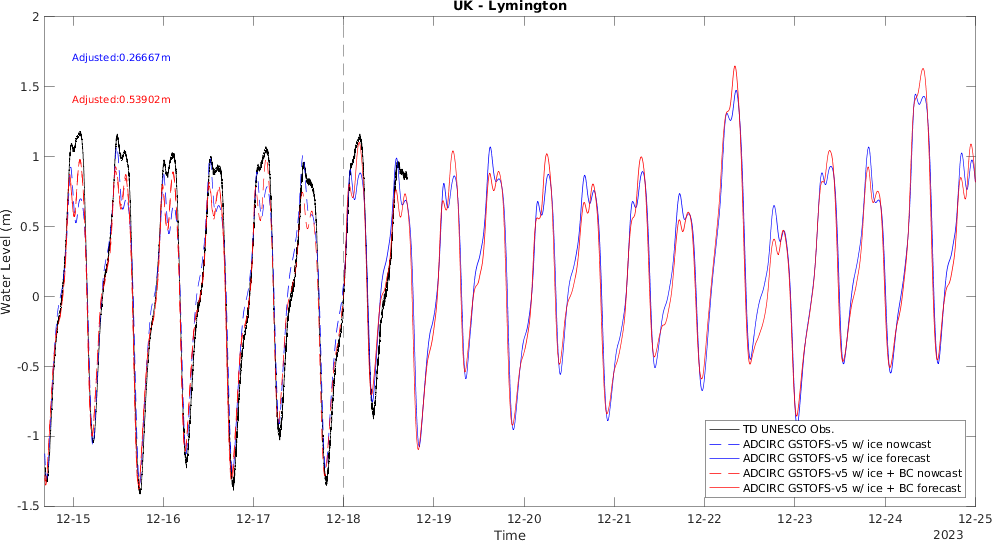 UK - Lymington
2
1.5
1
0.5
0
-0.5
-1
-1.5
Water Level (m)
Adjusted:0.26667m
Adjusted:0.53902m
TD UNESCO Obs.
ADCIRC GSTOFS-v5 w/ ice nowcast
ADCIRC GSTOFS-v5 w/ ice forecast
ADCIRC GSTOFS-v5 w/ ice + BC nowcast
ADCIRC GSTOFS-v5 w/ ice + BC forecast
12-15 12-16 12-17 12-18 12-19 12-20 12-21 12-22 12-23 12-24 12-25
Time
2023